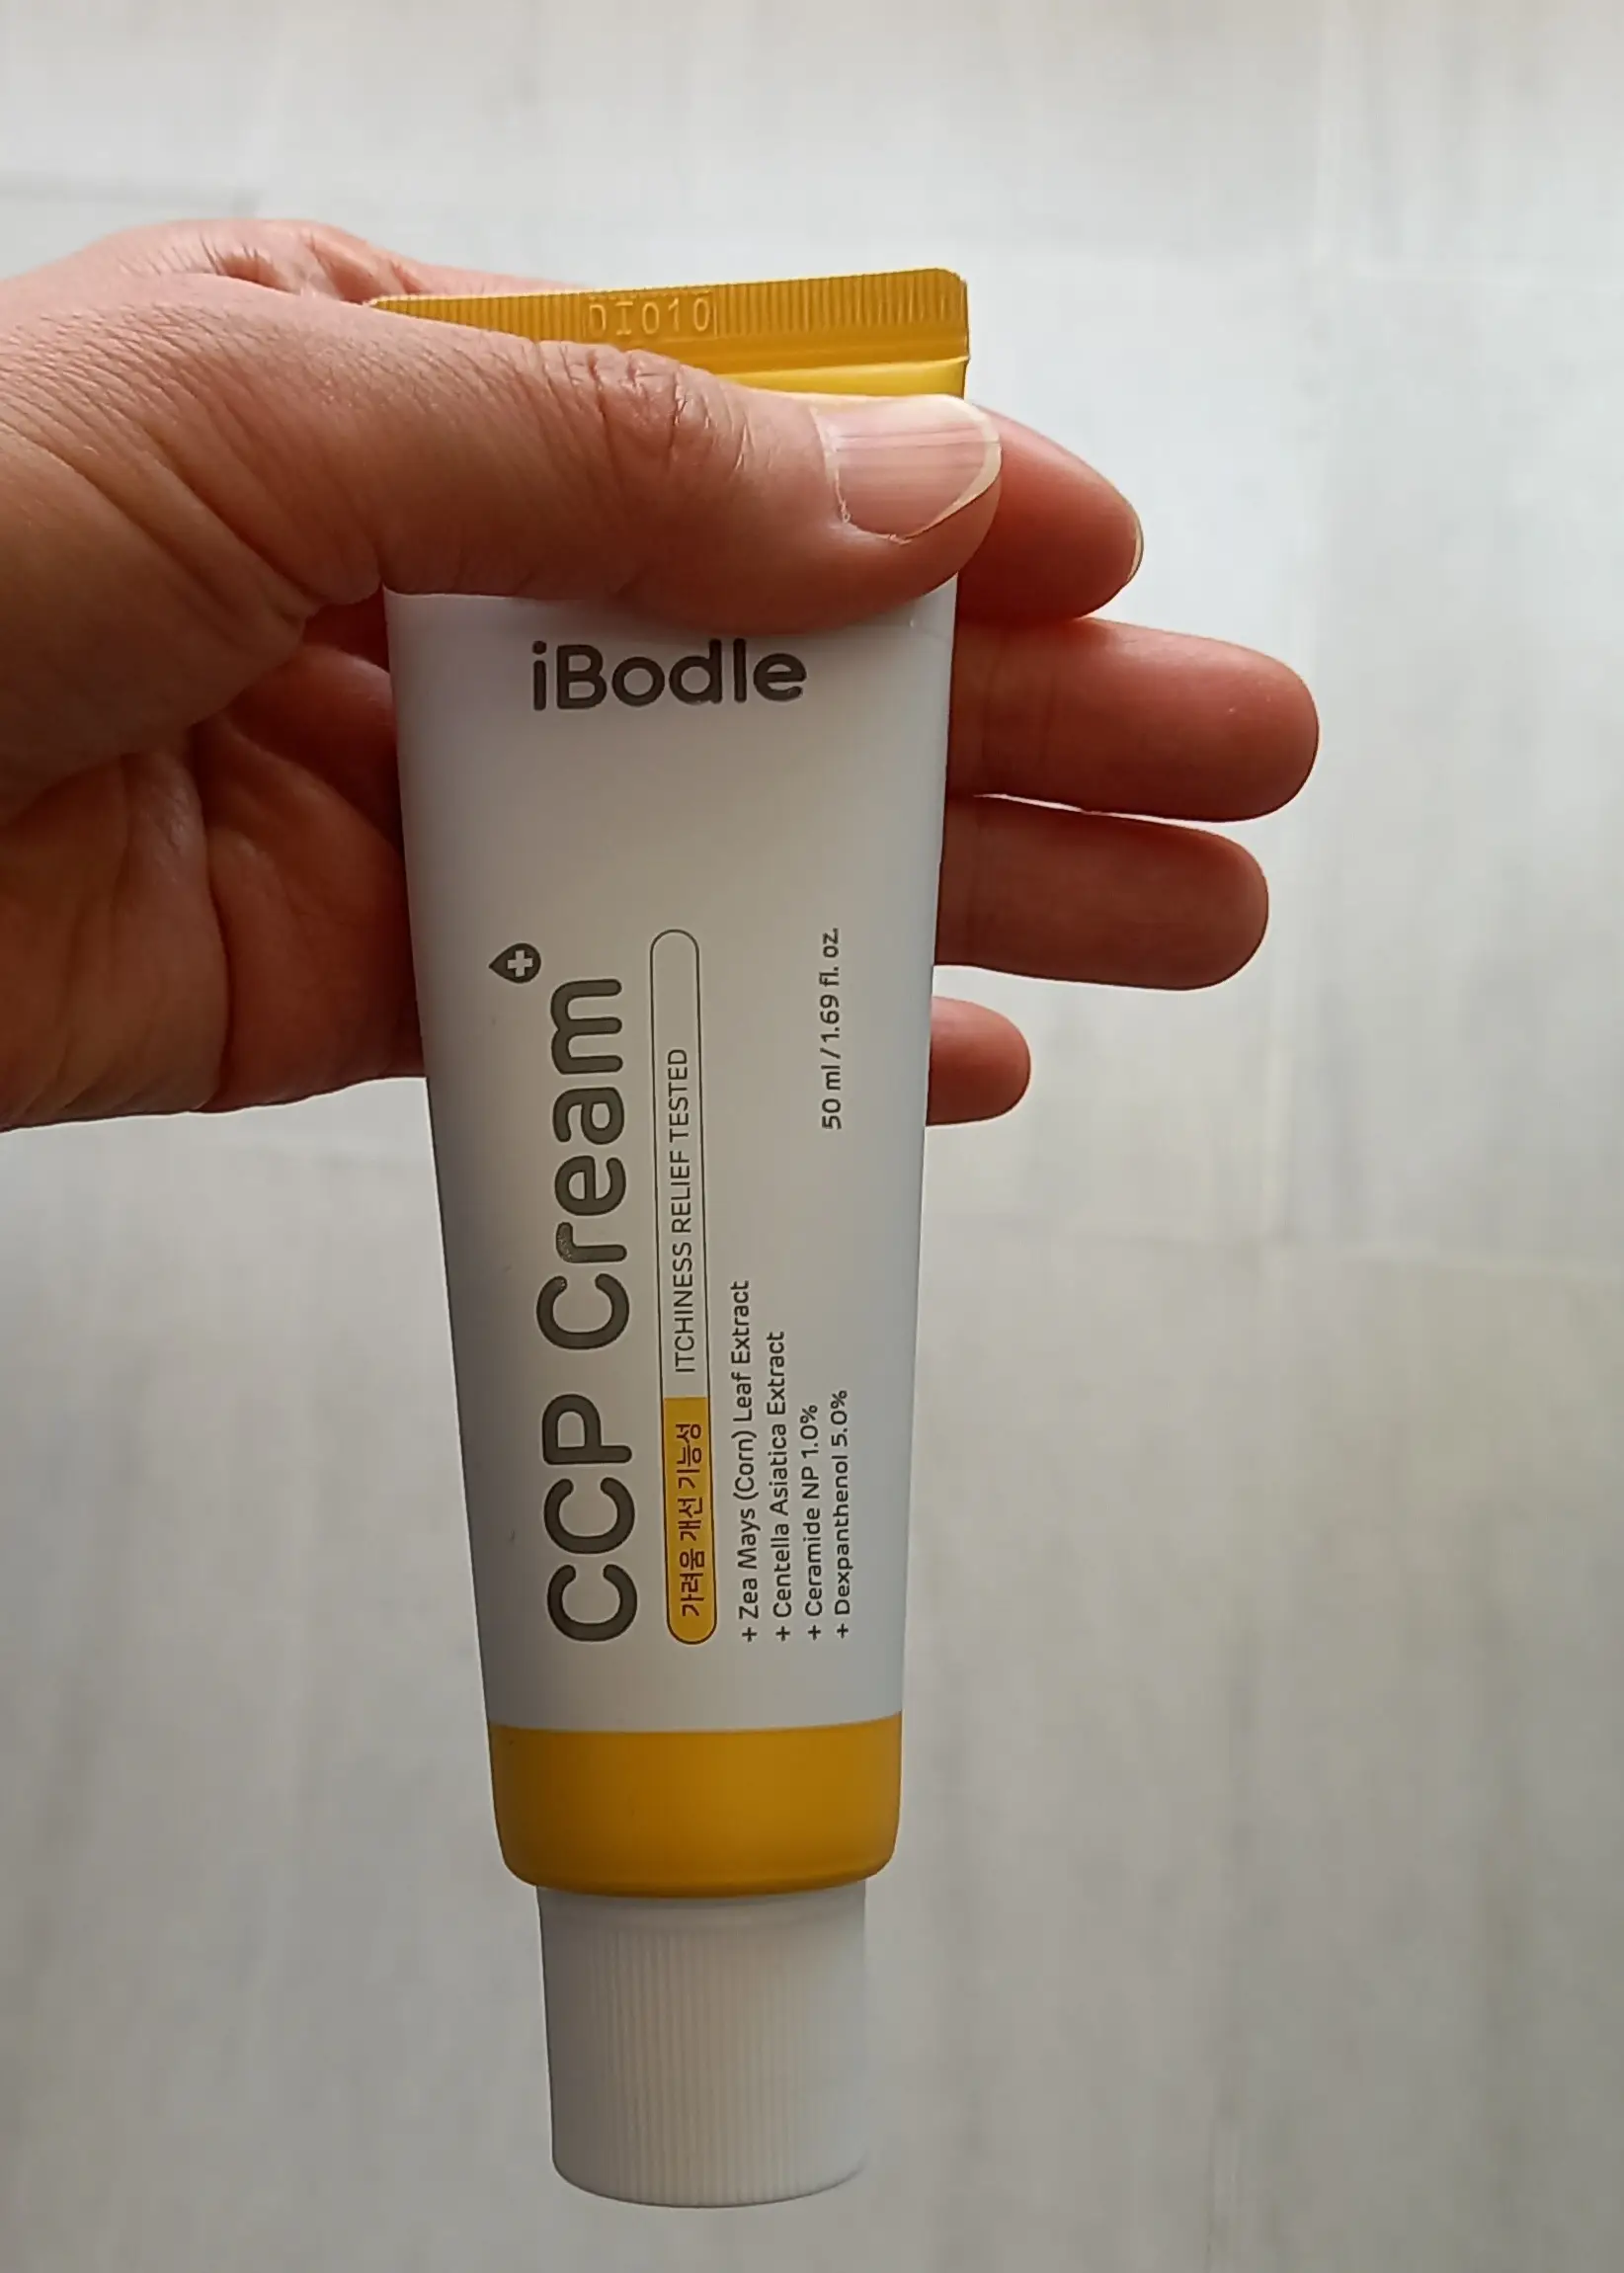 DI010
iBodle
CCP Cream
가려움 개선 기능성 ITCHINESS RELIEF TESTED
+ Zea Mays (Corn) Leaf Extract
+ Centella Asiatica Extract
+ Ceramide NP 1.0%
+ Dexpanthenol 5.0%
50 ml / 1.69 fl. oz.